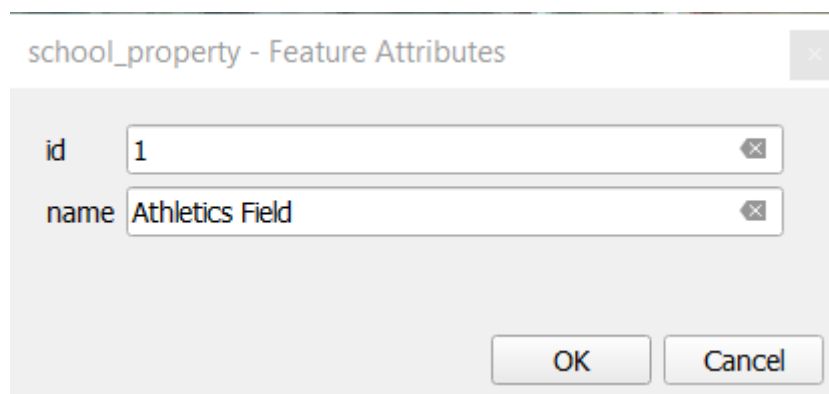 school_property - Feature Attributes
id 1
name Athletics Field
OK Cancel